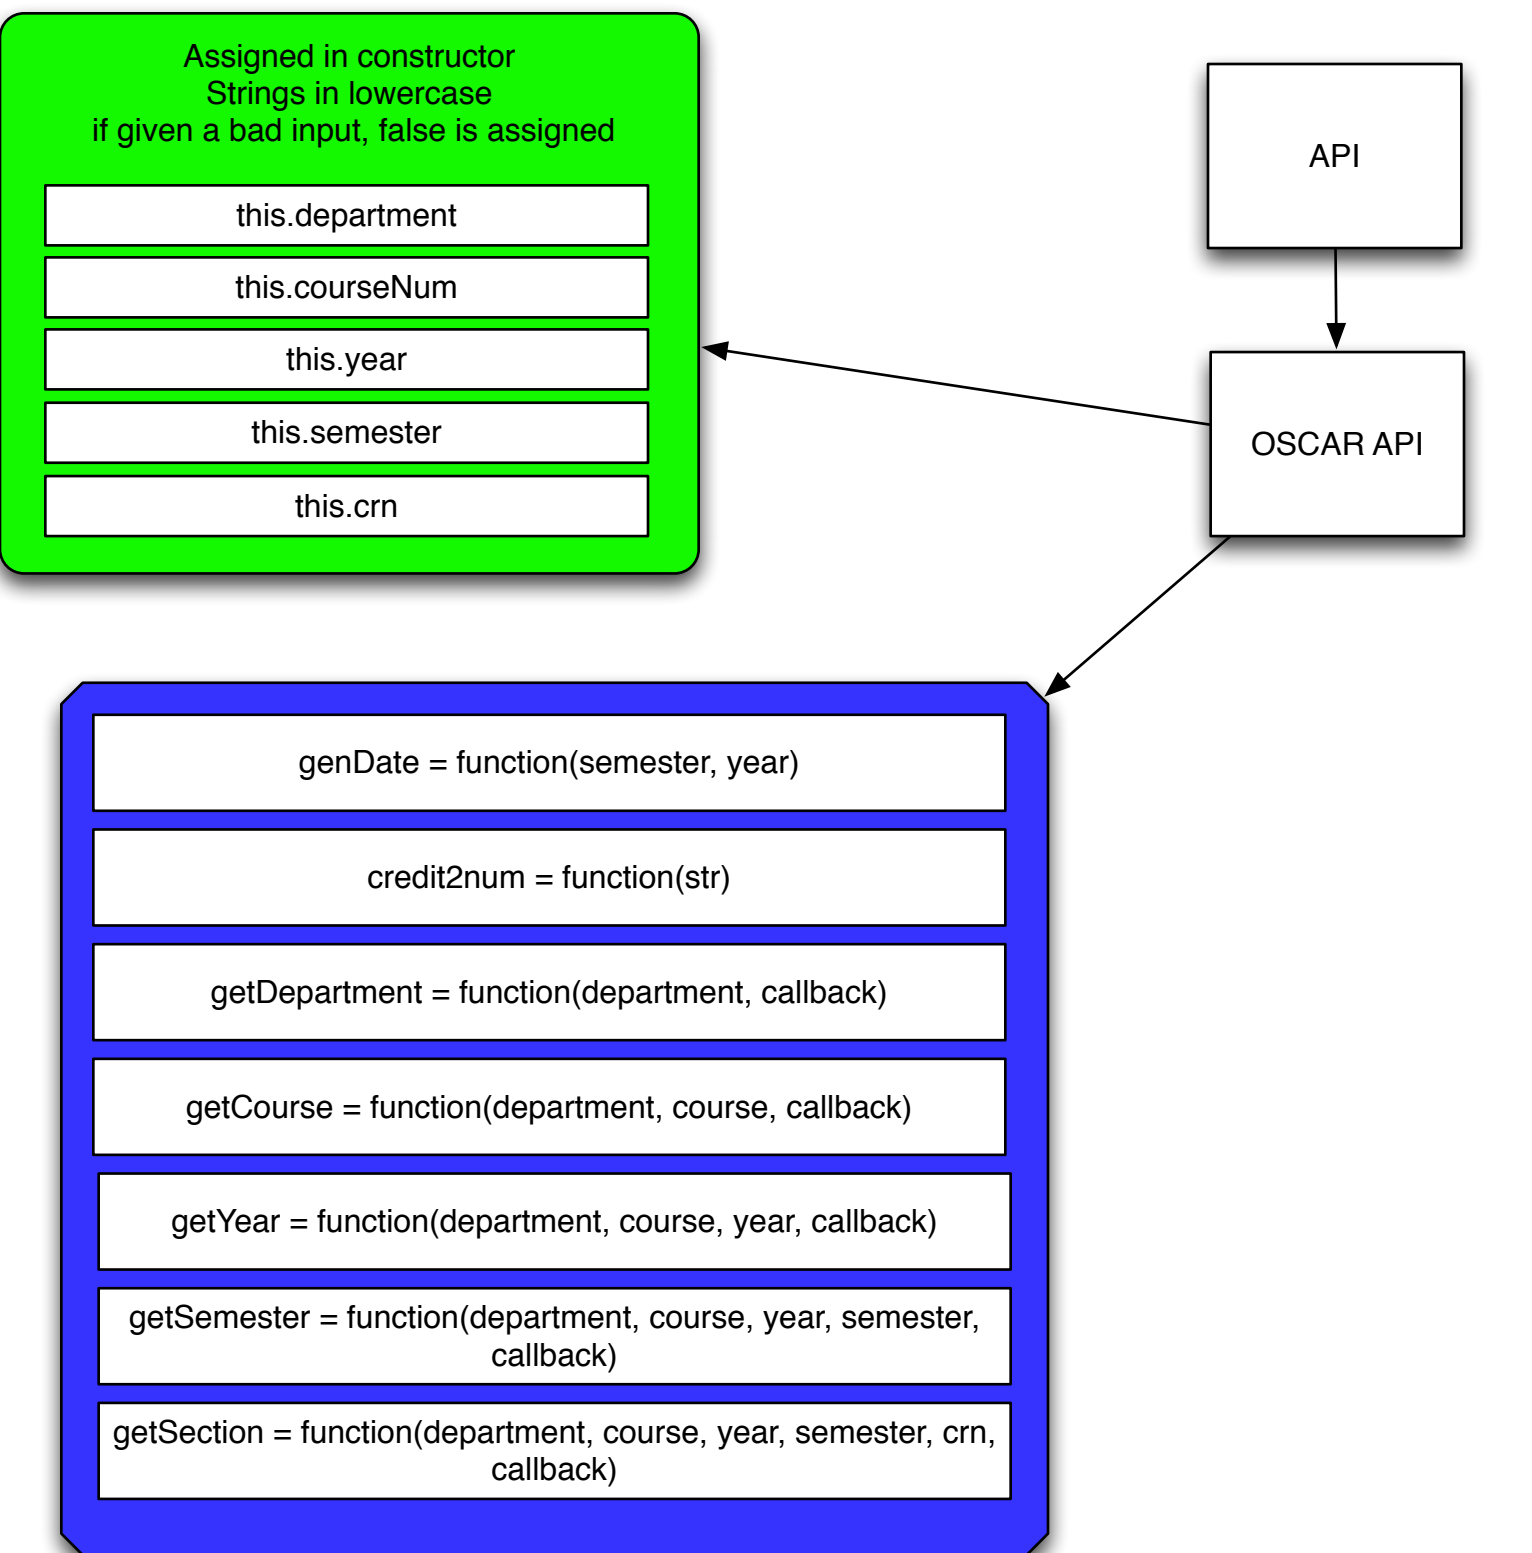 Assigned in constructor
Strings in lowercase
if given a bad input, false is assigned
this.department
this.courseNum
this.year
this.semester
this.crn
API
OSCAR API
genDate = function(semester, year)
credit2num = function(str)
getDepartment = function(department, callback)
getCourse = function(department, course, callback)
getYear = function(department, course, year, callback)
getSemester = function(department, course, year, semester,
callback)
getSection = function(department, course, year, semester, crn,
callback)